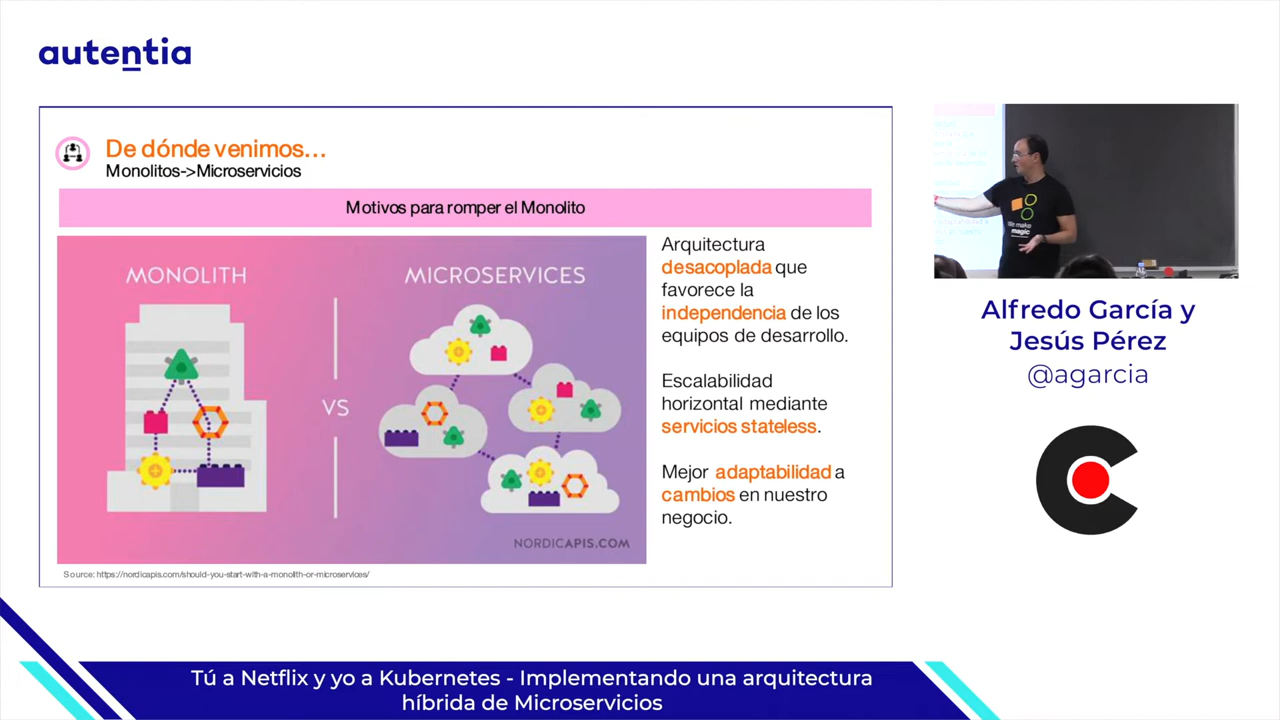 autentia
De dónde venimos...
Monolitos->Microservicios
Motivos para romper el Monolito
MONOLITH
VS
MICROSERVICES
NORDICAPIS.COM
Arquitectura
desacoplada que
favorece la
independencia de los
equipos de desarrollo.
Escalabilidad
horizontal mediante
servicios stateless.
Mejor adaptabilidad a
cambios en nuestro
negocio.
Source: https://nordicapis.com/should-you-start-with-a-monolith-or-microservices/
We make
magic
Alfredo García y
Jesús Pérez
@agarcia
Tú a Netflix y yo a Kubernetes - Implementando una arquitectura
híbrida de Microservicios